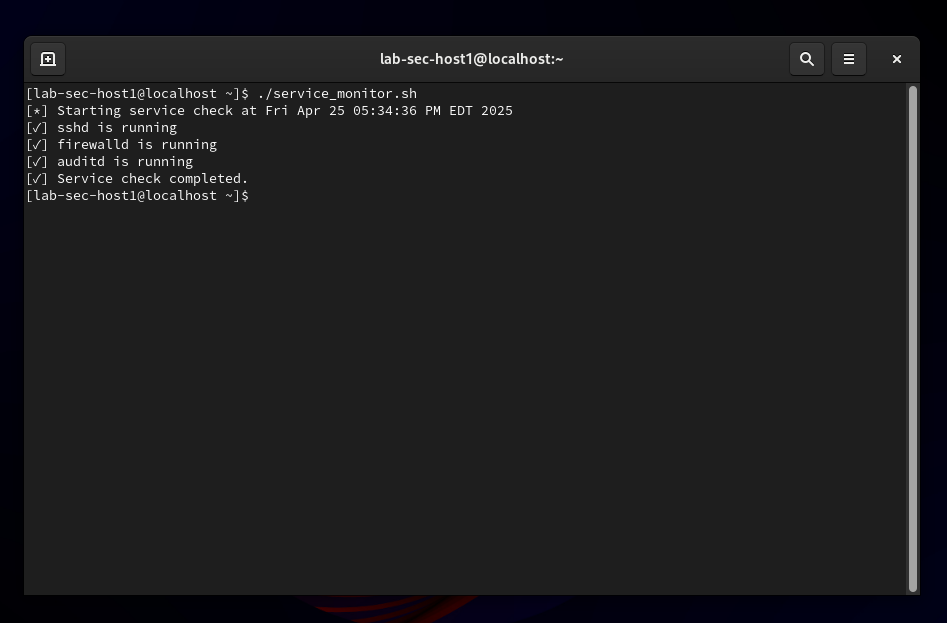 lab-sec-host1@localhost:~
[lab-sec-host1@localhost ~]$ ./service_monitor.sh
[*] Starting service check at Fri Apr 25 05:34:36 PM EDT 2025
[✓] sshd is running
[✓] firewalld is running
[✓] auditd is running
[✓] Service check completed.
[lab-sec-host1@localhost ~]$